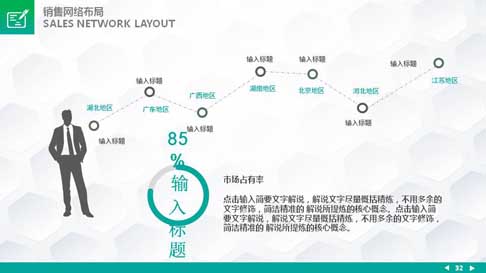 销售网络布局
SALES NETWORK LAYOUT
输入标题
输入标题
输入标题
江苏地区
输入标题
湖南地区
北京地区
河北地区
广西地区
湖北地区
广东地区
输入标题
输入标题
输入标题
85
%
输
入
标
题
市场占有率
点击输入简要文字解说，解说文字尽量概括精炼，不用多余的
文字修饰，简洁精准的 解说所提炼的核心概念。点击输入简
要文字解说，解说文字尽量概括精炼，不用多余的文字修饰，
简洁精准的 解说所提炼的核心概念。
32